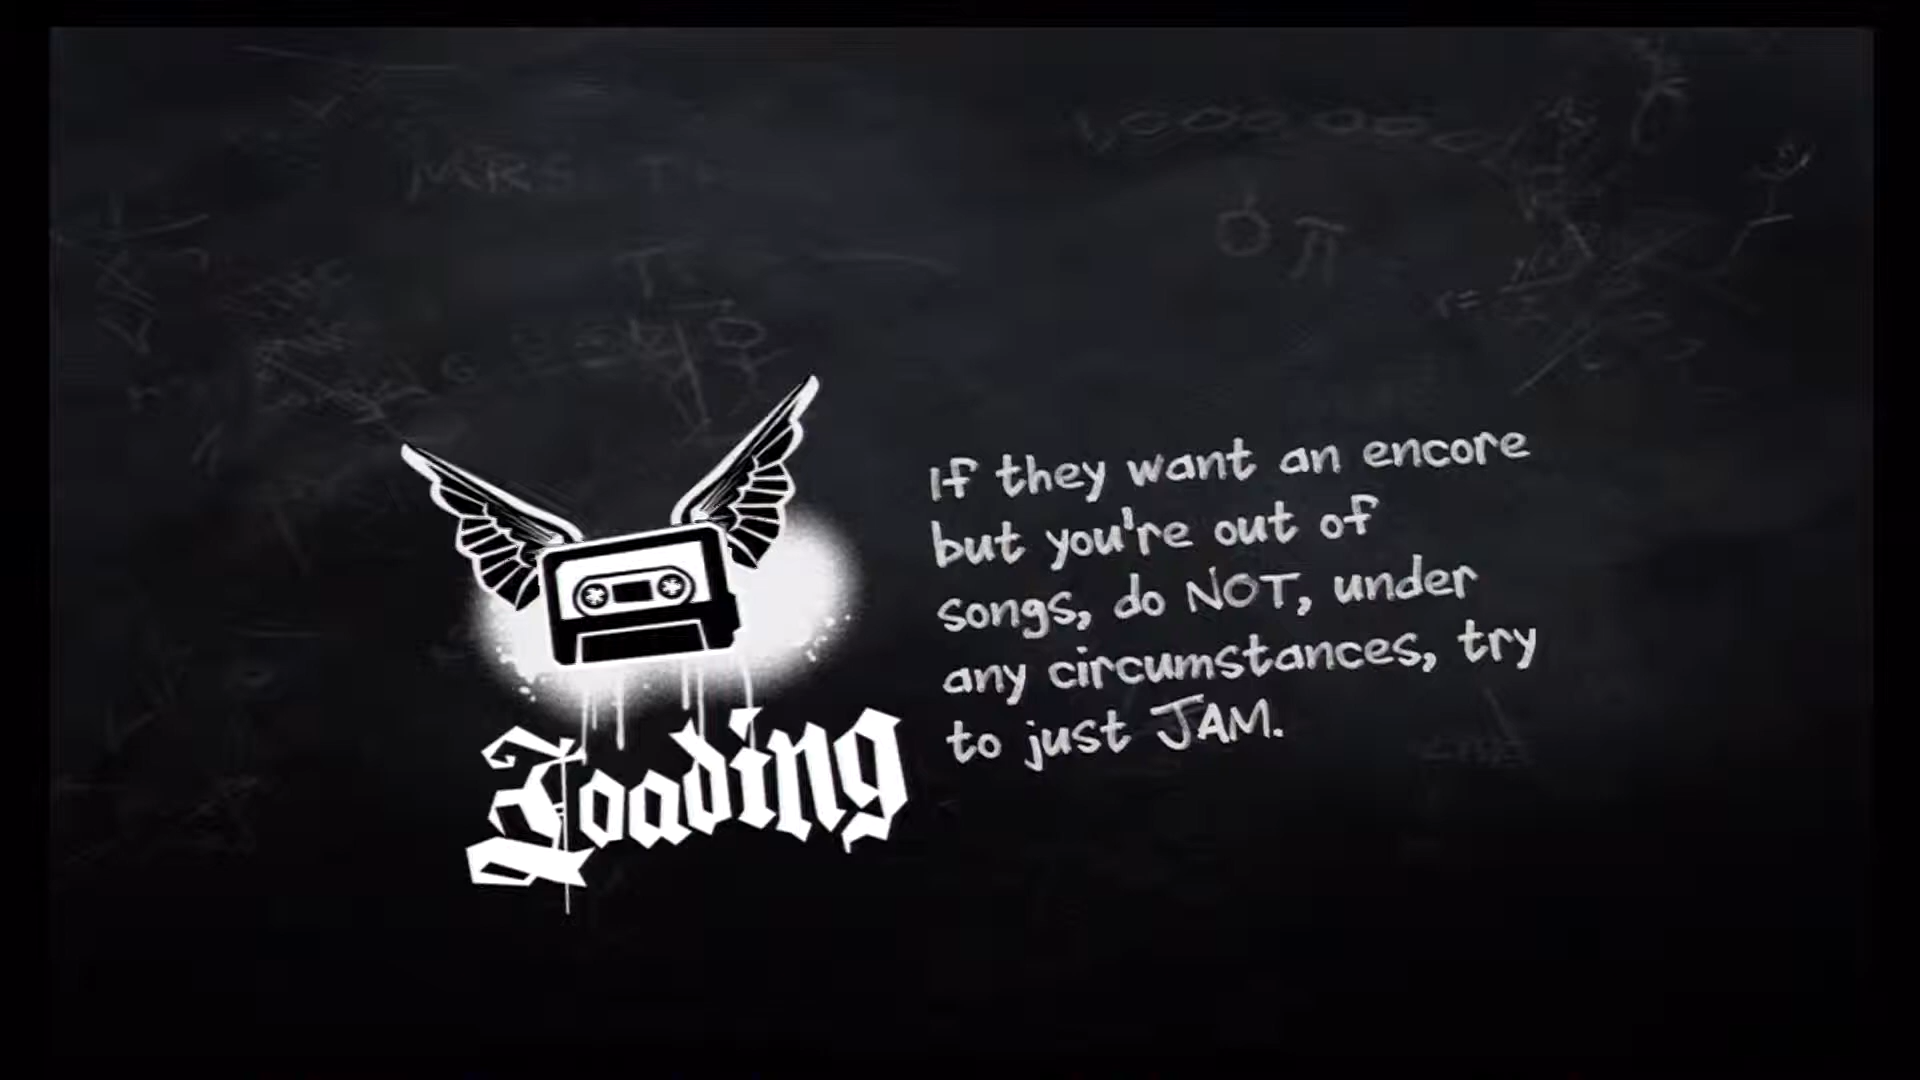 MRS
If they want an encore
but you're out of
songs, do NOT, under
any circumstances, try
to just JAM.
Loading